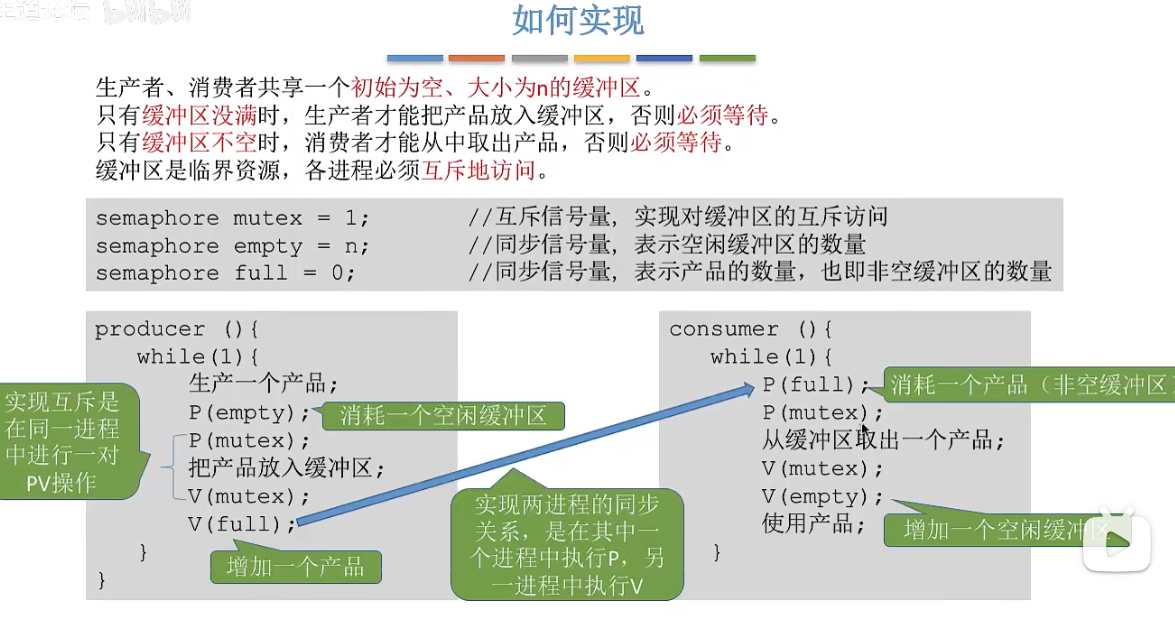 如何实现
生产者、消费者共享一个初始为空、大小为n的缓冲区。
只有缓冲区没满时，生产者才能把产品放入缓冲区，否则必须等待。
只有缓冲区不空时，消费者才能从中取出产品，否则必须等待。
缓冲区是临界资源，各进程必须互斥地访问。
semaphore mutex = 1; //互斥信号量, 实现对缓冲区的互斥访问
semaphore empty = n; //同步信号量, 表示空闲缓冲区的数量
semaphore full = 0; //同步信号量, 表示产品的数量，也即非空缓冲区的数量
producer (){
while(1){
生产一个产品;
P(empty);
消耗一个空闲缓冲区
P(mutex);
把产品放入缓冲区;
V(mutex);
V(full);
增加一个产品
}
}
实现互斥是
在同一进程
中进行一对
PV操作
实现两进程的同步
关系，是在其中一
个进程中执行P，另
一进程中执行V
consumer (){
while(1){
P(full);
消耗一个产品（非空缓冲区）
P(mutex);
从缓冲区取出一个产品;
V(mutex);
V(empty);
增加一个空闲缓冲区
使用产品;
}